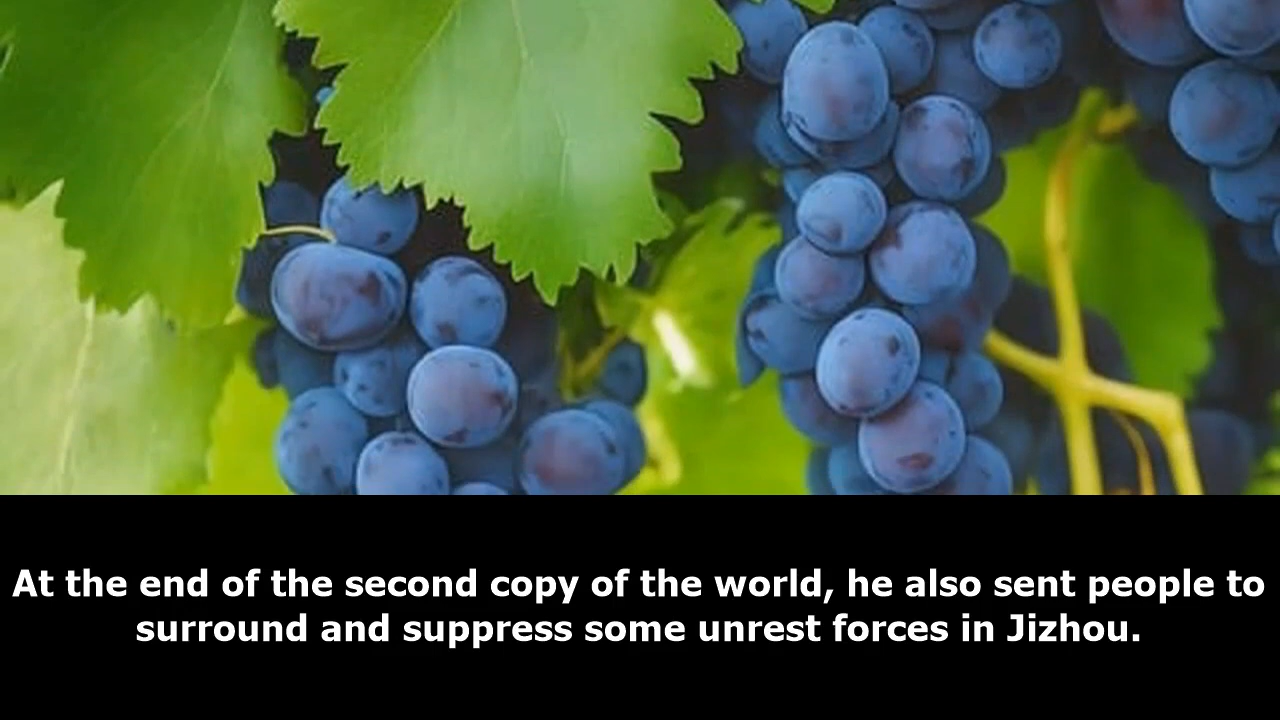 At the end of the second copy of the world, he also sent people to
surround and suppress some unrest forces in Jizhou.